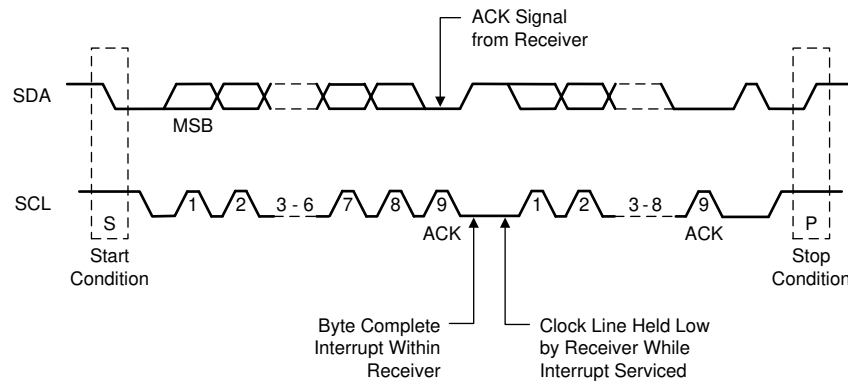 ACK Signal
from Receiver
SDA
MSB
SCL
1
2
3 - 6
7
8
9
1
2
3 - 8
9
S
ACK
ACK
P
Start
Condition
Stop
Condition
Byte Complete
Interrupt Within
Receiver
Clock Line Held Low
by Receiver While
Interrupt Serviced